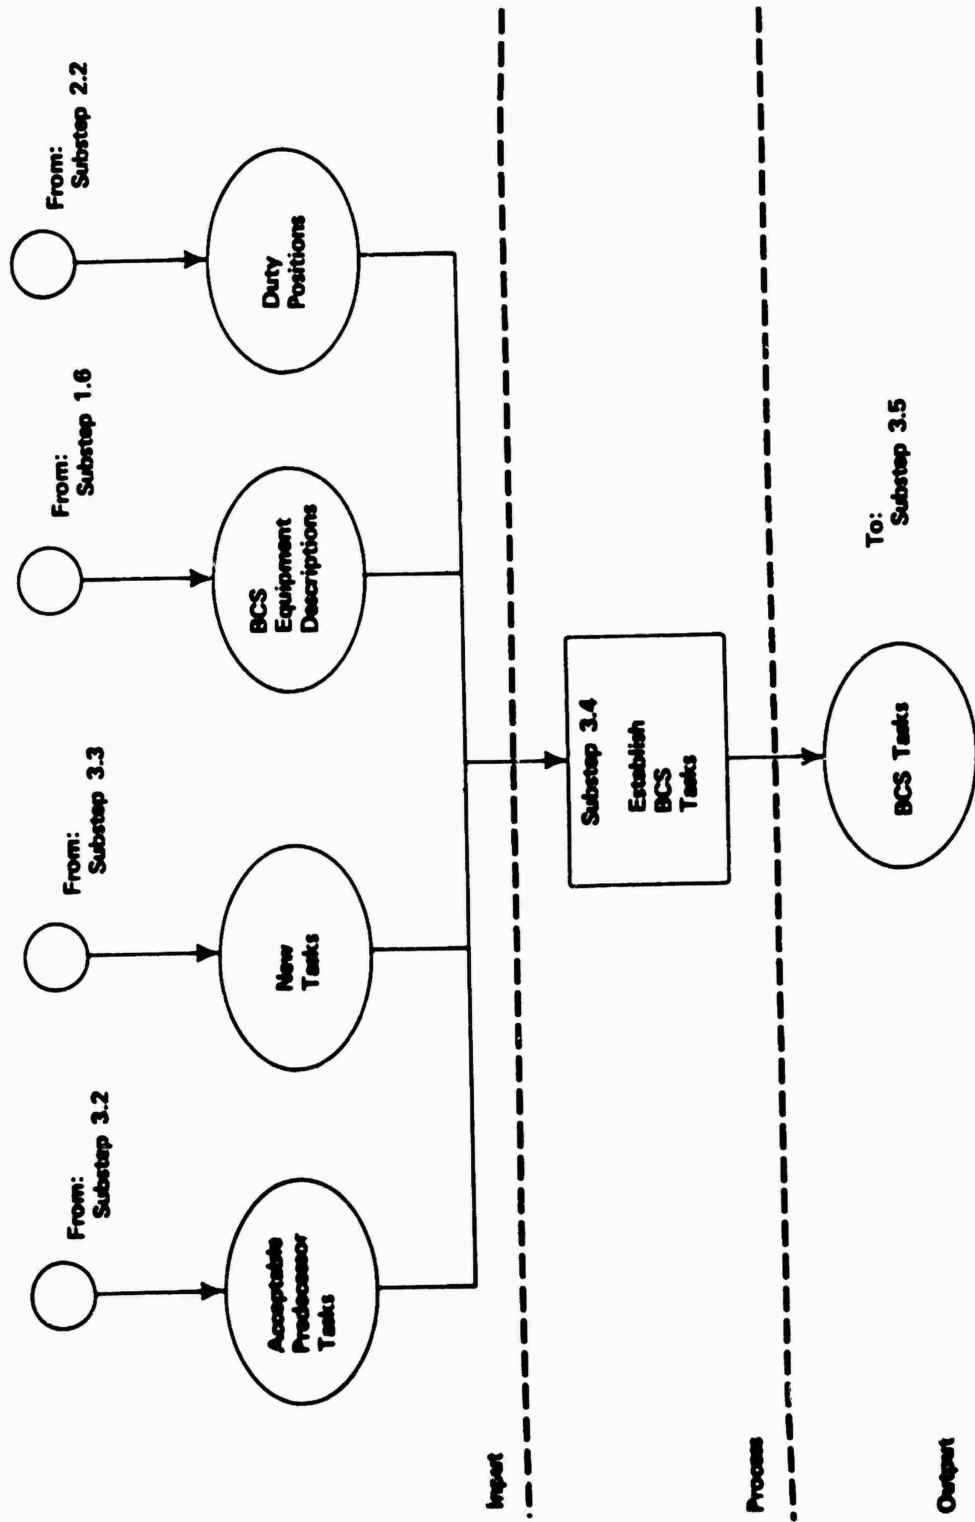 From:
Substep 3.2
From:
Substep 3.3
From:
Substep 1.6
From:
Substep 2.2
Acceptable
Predecessor
Tasks
New
Tasks
BCS
Equipment
Descriptions
Duty
Positions
Input
Substep 3.4
Establish
BCS
Tasks
Process
To:
Substep 3.5
BCS Tasks
Output